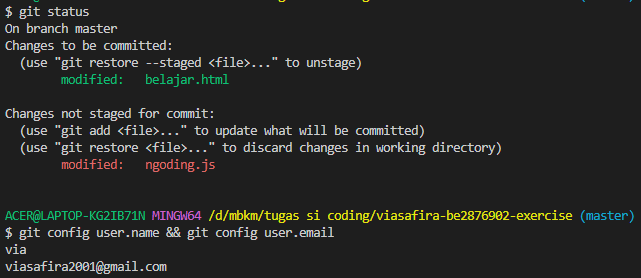 $ git status
On branch master
Changes to be committed:
  (use "git restore --staged <file>..." to unstage)
        modified:   belajar.html

Changes not staged for commit:
  (use "git add <file>..." to update what will be committed)
  (use "git restore <file>..." to discard changes in working directory)
        modified:   ngoding.js

ACER@LAPTOP-KG2IB71N MINGW64 /d/mbkm/tugas si coding/viasafira-be2876902-exercise (master)
$ git config user.name && git config user.email
via
viasafira2001@gmail.com